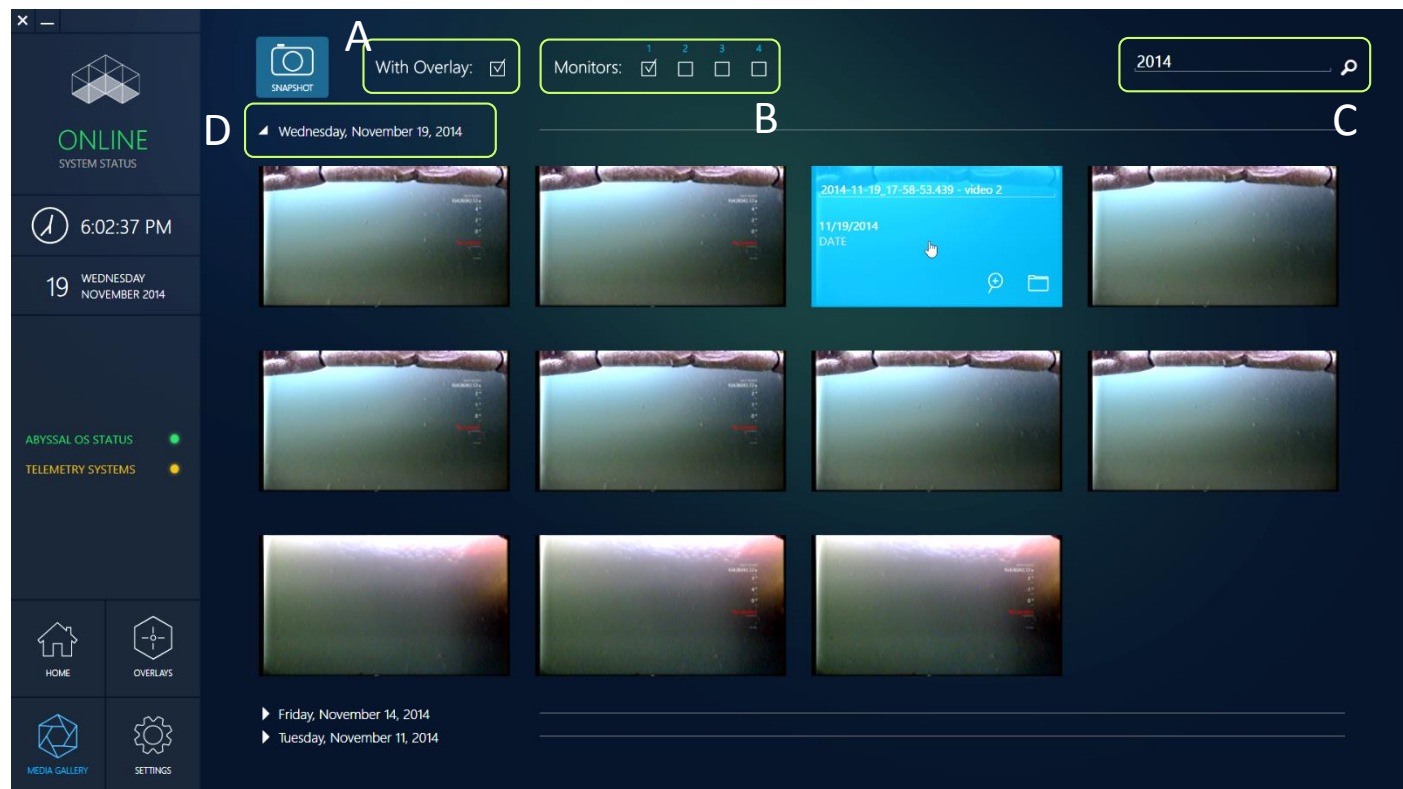 ONLINE
SYSTEM STATUS
6:02:37 PM
19
WEDNESDAY
NOVEMBER 2014
ABYSSAL OS STATUS
TELEMETRY SYSTEMS
HOME
OVERLAYS
MEDIA GALLERY
SETTINGS
SNAPSHOT
A
With Overlay:
Monitors:
1 2 3 4
B
2014
C
D
Wednesday, November 19, 2014
2014-11-19_17-58-53.439 - video 2
11/19/2014
DATE
Friday, November 14, 2014
Tuesday, November 11, 2014